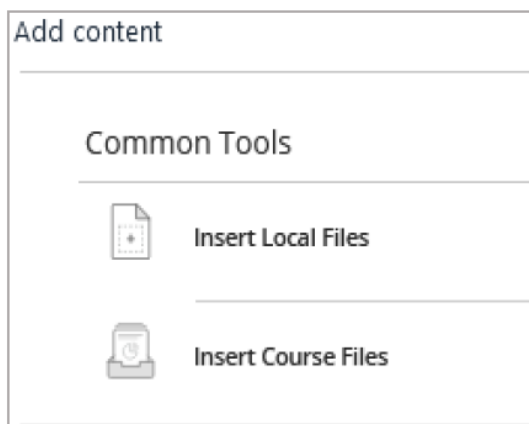 Add content
Common Tools
Insert Local Files
Insert Course Files